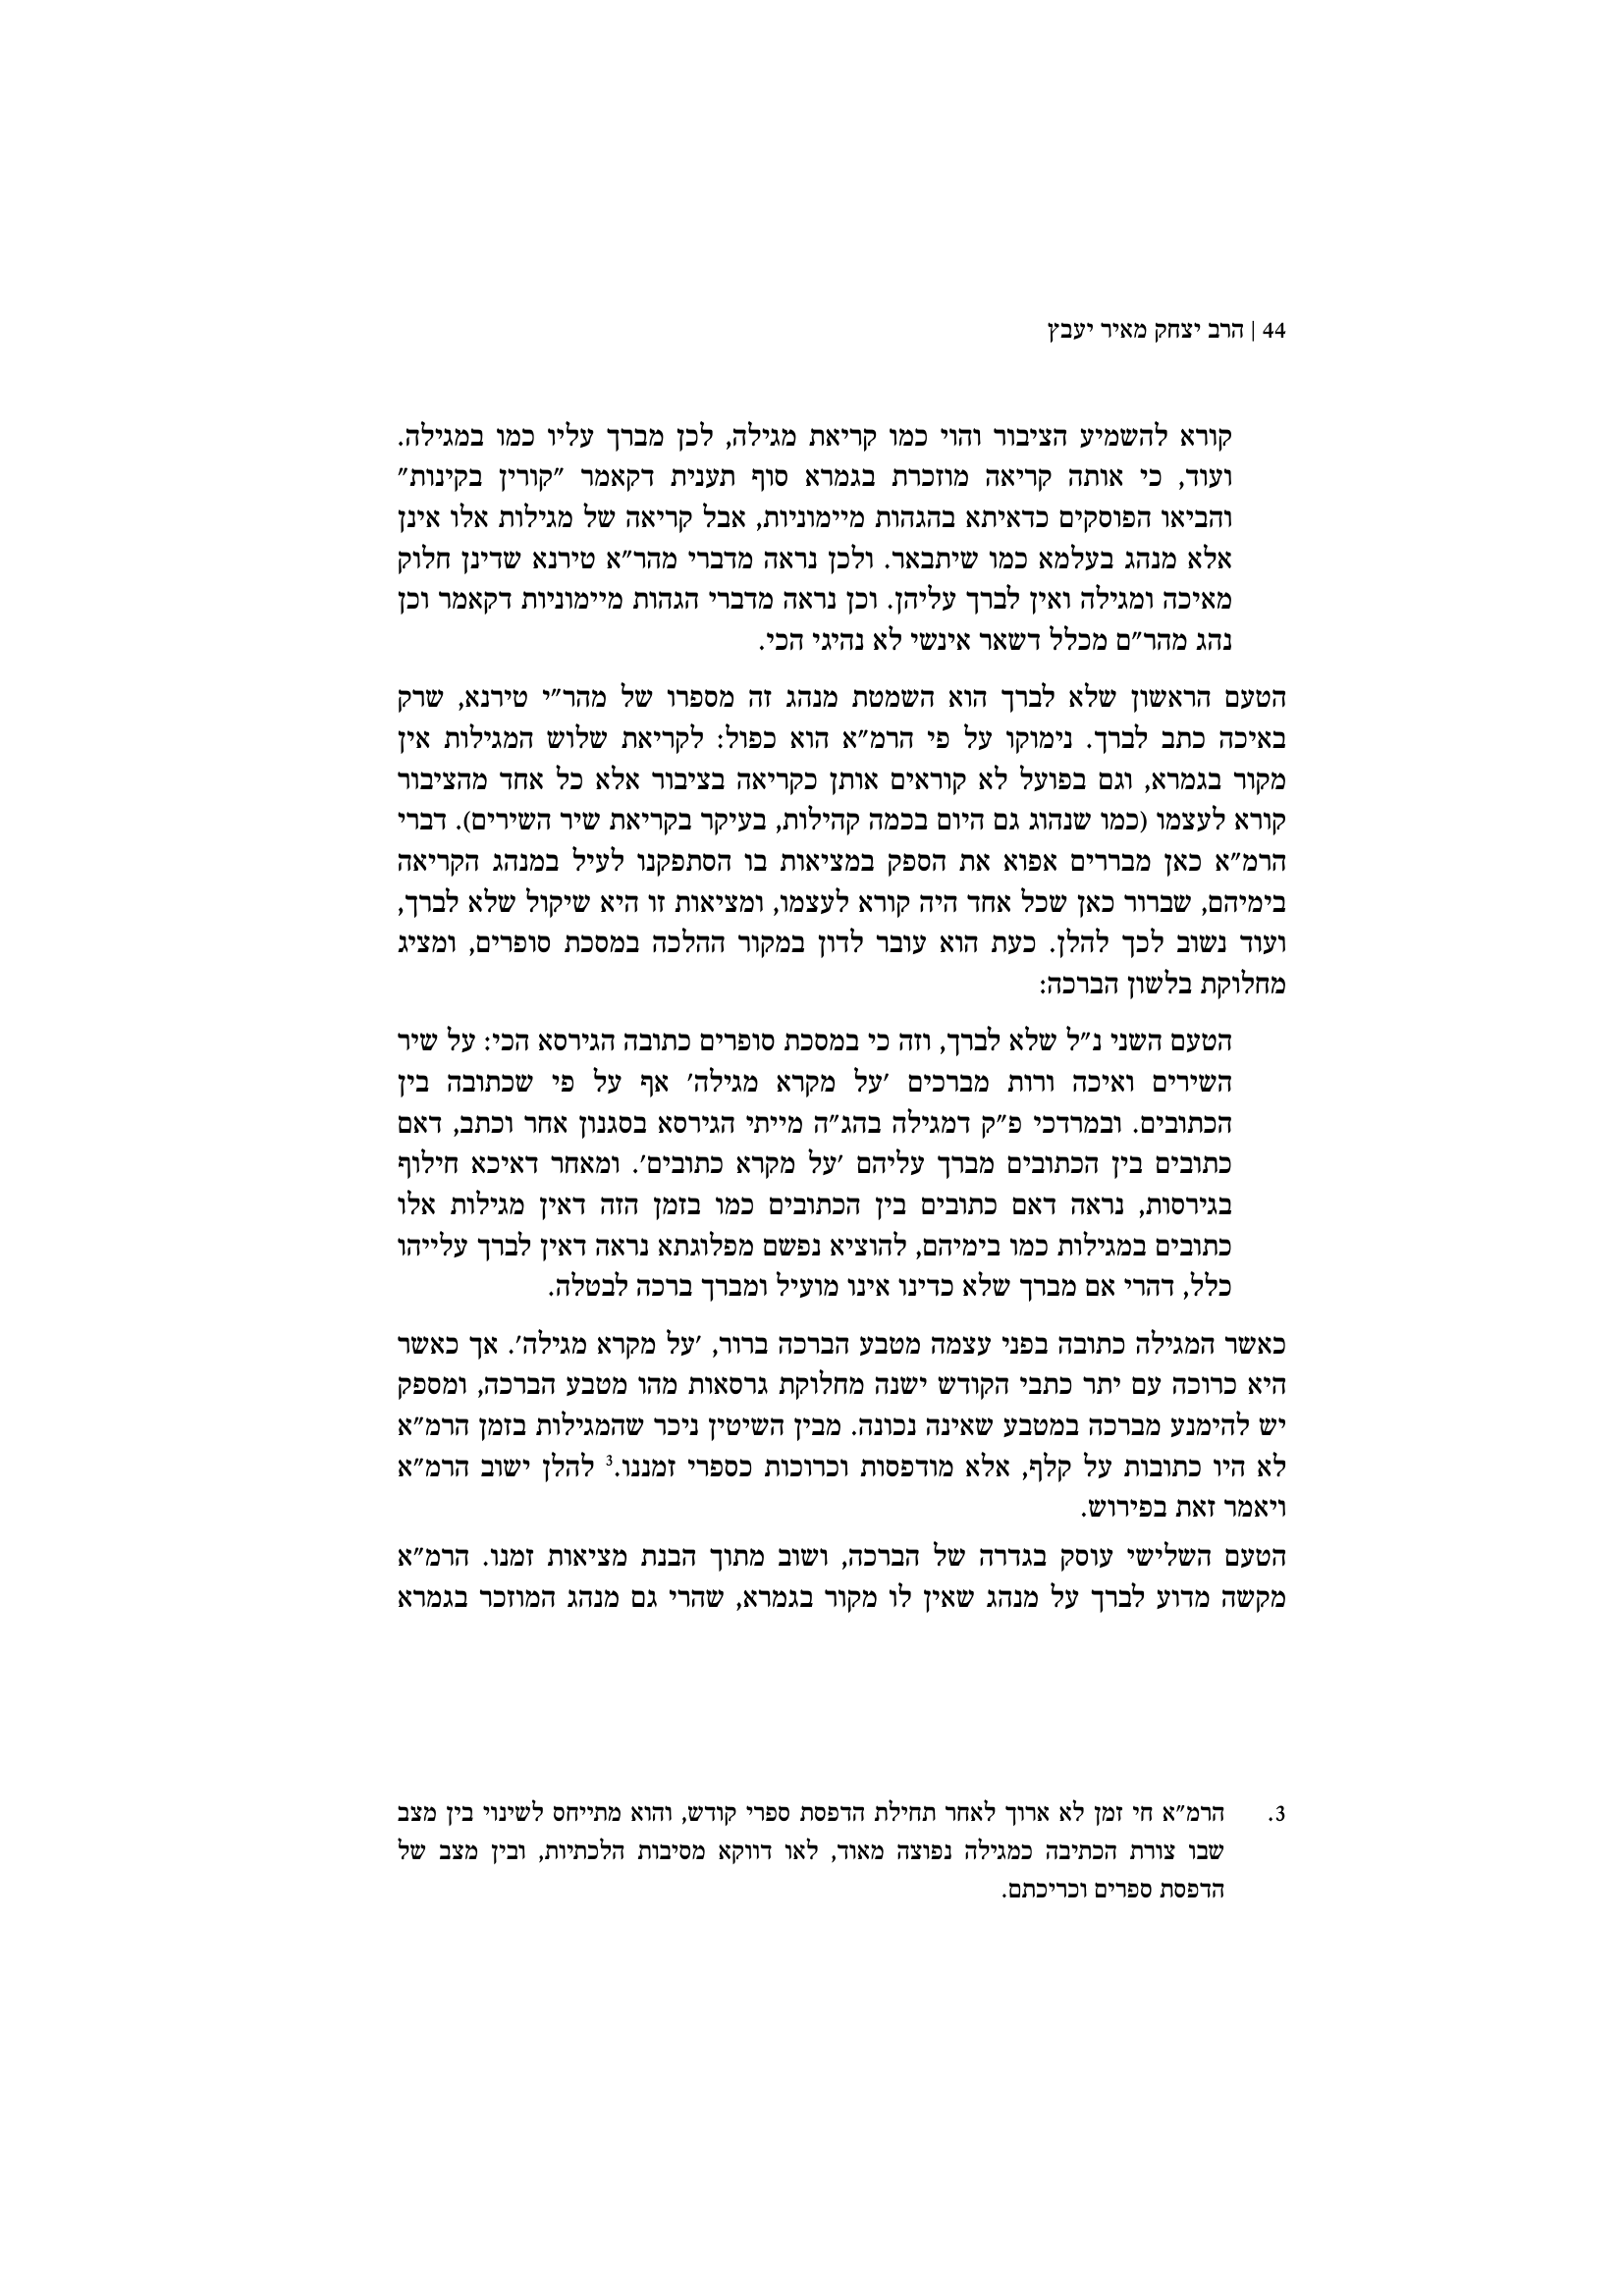 44 | הרב יצחק מאיר יעבץ
קורא להשמיע הציבור והוי כמו קריאת מגילה, לכן מברך עליו כמו במגילה.
ועוד, כי אותה קריאה מוזכרת בגמרא סוף תענית דקאמר ״קורין בקינות״
והביאו הפוסקים כדאיתא בהגהות מיימוניות, אבל קריאה של מגילות אלו אינן
אלא מנהג בעלמא כמו שיתבאר. ולכן נראה מדברי מהר״א טירנא שדינן חלוק
מאיכה ומגילה ואין לברך עליהן. וכן נראה מדברי הגהות מיימוניות דקאמר וכן
נהג מהר״ם מכלל דשאר אינשי לא נהיגי הכי.
הטעם הראשון שלא לברך הוא השמטת מנהג זה מספרו של מהר״י טירנא, שרק
באיכה כתב לברך. נימוקו על פי הרמ״א הוא כפול: לקריאת שלוש המגילות אין
מקור בגמרא, וגם בפועל לא קוראים אותן כקריאה בציבור אלא כל אחד מהציבור
קורא לעצמו (כמו שנהוג גם היום בכמה קהילות, בעיקר בקריאת שיר השירים). דברי
הרמ״א כאן מבררים אפוא את הספק במציאות בו הסתפקנו לעיל במנהג הקריאה
בימיהם, שברור כאן שכל אחד היה קורא לעצמו, ומציאות זו היא שיקול שלא לברך,
ועוד נשוב לכך להלן. כעת הוא עובר לדון במקור ההלכה במסכת סופרים, ומציג
מחלוקת בלשון הברכה:
הטעם השני נ״ל שלא לברך, וזה כי במסכת סופרים כתובה הגירסא הכי: על שיר
השירים ואיכה ורות מברכים ׳על מקרא מגילה׳ אף על פי שכתובה בין
הכתובים. ובמרדכי פ״ק דמגילה בהג״ה מייתי הגירסא בסגנון אחר וכתב, דאם
כתובים בין הכתובים מברך עליהם ׳על מקרא כתובים׳. ומאחר דאיכא חילוף
בגירסות, נראה דאם כתובים בין הכתובים כמו בזמן הזה דאין מגילות אלו
כתובים במגילות כמו בימיהם, להוציא נפשם מפלוגתא נראה דאין לברך עלייהו
כלל, דהרי אם מברך שלא כדינו אינו מועיל ומברך ברכה לבטלה.
כאשר המגילה כתובה בפני עצמה מטבע הברכה ברור, ׳על מקרא מגילה׳. אך כאשר
היא כרוכה עם יתר כתבי הקודש ישנה מחלוקת גרסאות מהו מטבע הברכה, ומספק
יש להימנע מברכה במטבע שאינה נכונה. מבין השיטין ניכר שהמגילות בזמן הרמ״א
לא היו כתובות על קלף, אלא מודפסות וכרוכות כספרי זמננו.3 להלן ישוב הרמ״א
ויאמר זאת בפירוש.
הטעם השלישי עוסק בגדרה של הברכה, ושוב מתוך הבנת מציאות זמנו. הרמ״א
מקשה מדוע לברך על מנהג שאין לו מקור בגמרא, שהרי גם מנהג המוזכר בגמרא
3. הרמ״א חי זמן לא ארוך לאחר תחילת הדפסת ספרי קודש, והוא מתייחס לשינוי בין מצב
שבו צורת הכתיבה כמגילה נפוצה מאוד, לאו דווקא מסיבות הלכתיות, ובין מצב של
הדפסת ספרים וכריכתם.